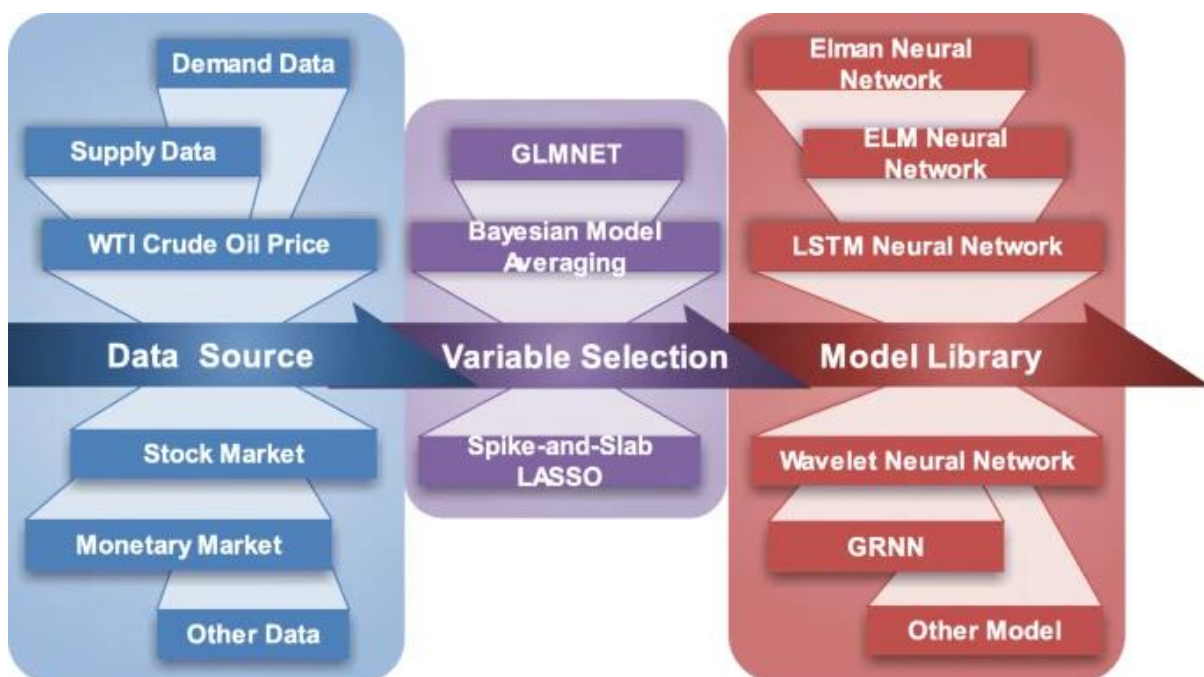 Demand Data
Supply Data
WTI Crude Oil Price
Data Source
Stock Market
Monetary Market
Other Data
GLMNET
Bayesian Model
Averaging
Variable Selection
Spike-and-Slab
LASSO
Elman Neural
Network
ELM Neural
Network
LSTM Neural Network
Model Library
Wavelet Neural Network
GRNN
Other Model